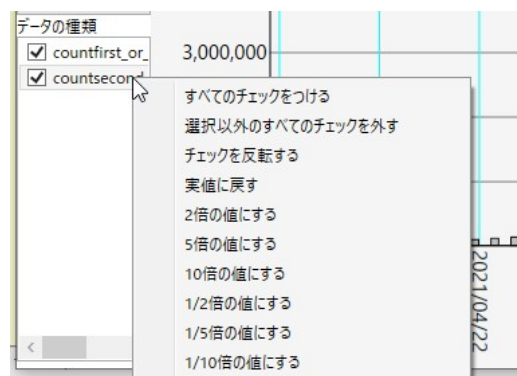 データの種類
countfirst_or_
countsecond
3,000,000
すべてのチェックをつける
選択以外のすべてのチェックを外す
チェックを反転する
実値に戻す
2倍の値にする
5倍の値にする
10倍の値にする
1/2倍の値にする
1/5倍の値にする
1/10倍の値にする
2021/04/22